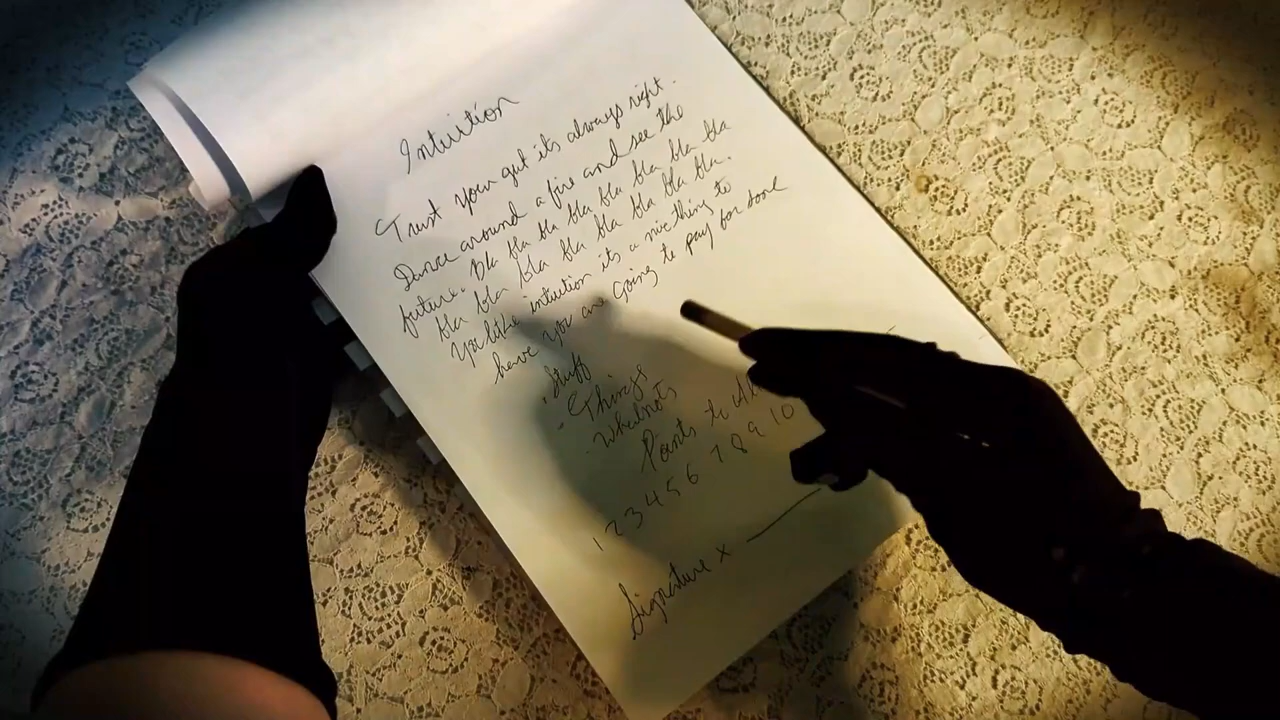 Intuition
Trust your gut its always right.
Dance around a fire and see the
future. Bla bla bla bla bla bla bla bla
bla bla bla bla bla bla bla bla.
You like intuition its a nice thing to
have you are going to pay for some
. Stuff
- Things
. Whatnots
Points to
1 2 3 4 5 6 7 8 9 10
Signature x